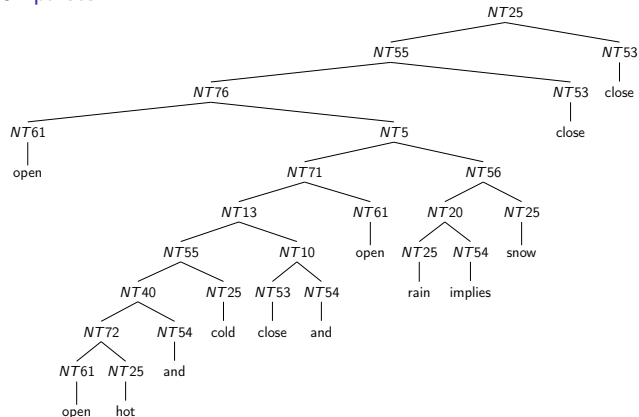 NT25
NT55 NT53
NT76 NT53 close
NT61 NT5 close
open
NT71 NT56
NT13 NT61 NT20 NT25
NT55 NT10 open NT25 NT54 snow
NT40 NT25 NT53 NT54 rain implies
NT72 NT54 cold close and
NT61 NT25 and
open hot